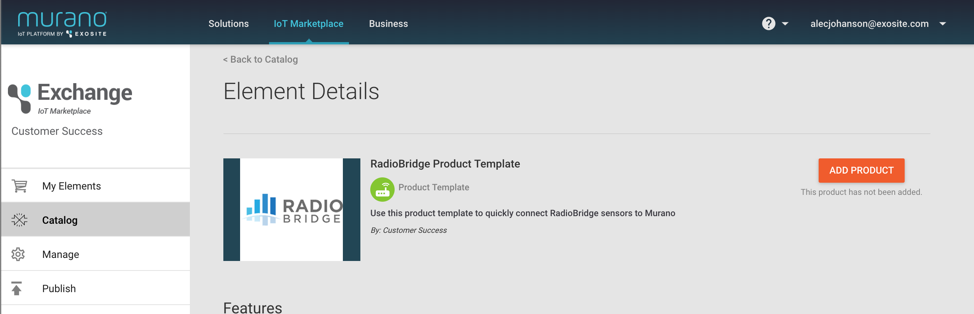 murano
IoT PLATFORM BY EXOSITE
Solutions
IoT Marketplace
Business
?
alecjohanson@exosite.com
Exchange
IoT Marketplace
Customer Success
My Elements
Catalog
Manage
Publish
< Back to Catalog
Element Details
RADIO
BRIDGE
RadioBridge Product Template
Product Template
Use this product template to quickly connect RadioBridge sensors to Murano
By: Customer Success
ADD PRODUCT
This product has not been added.
Features